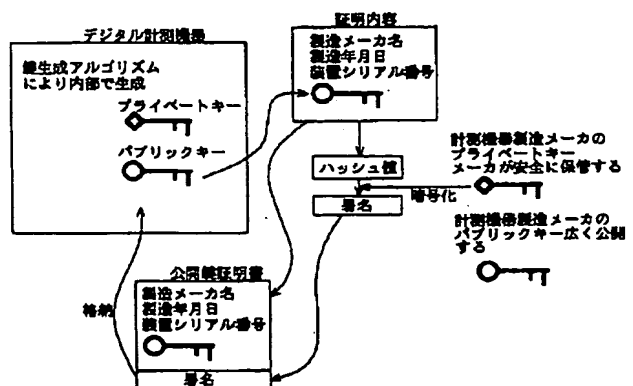 デジタル計測機器
鍵生成アルゴリズム
により内部で生成
プライベートキー
パブリックキー
証明内容
製造メーカ名
製造年月日
装置シリアル番号
ハッシュ値
暗号化
署名
計測機器製造メーカの
プライベートキー
メーカが安全に保管する
計測機器製造メーカの
パブリックキー広く公開
する
公開鍵証明書
製造メーカ名
製造年月日
装置シリアル番号
署名
格納